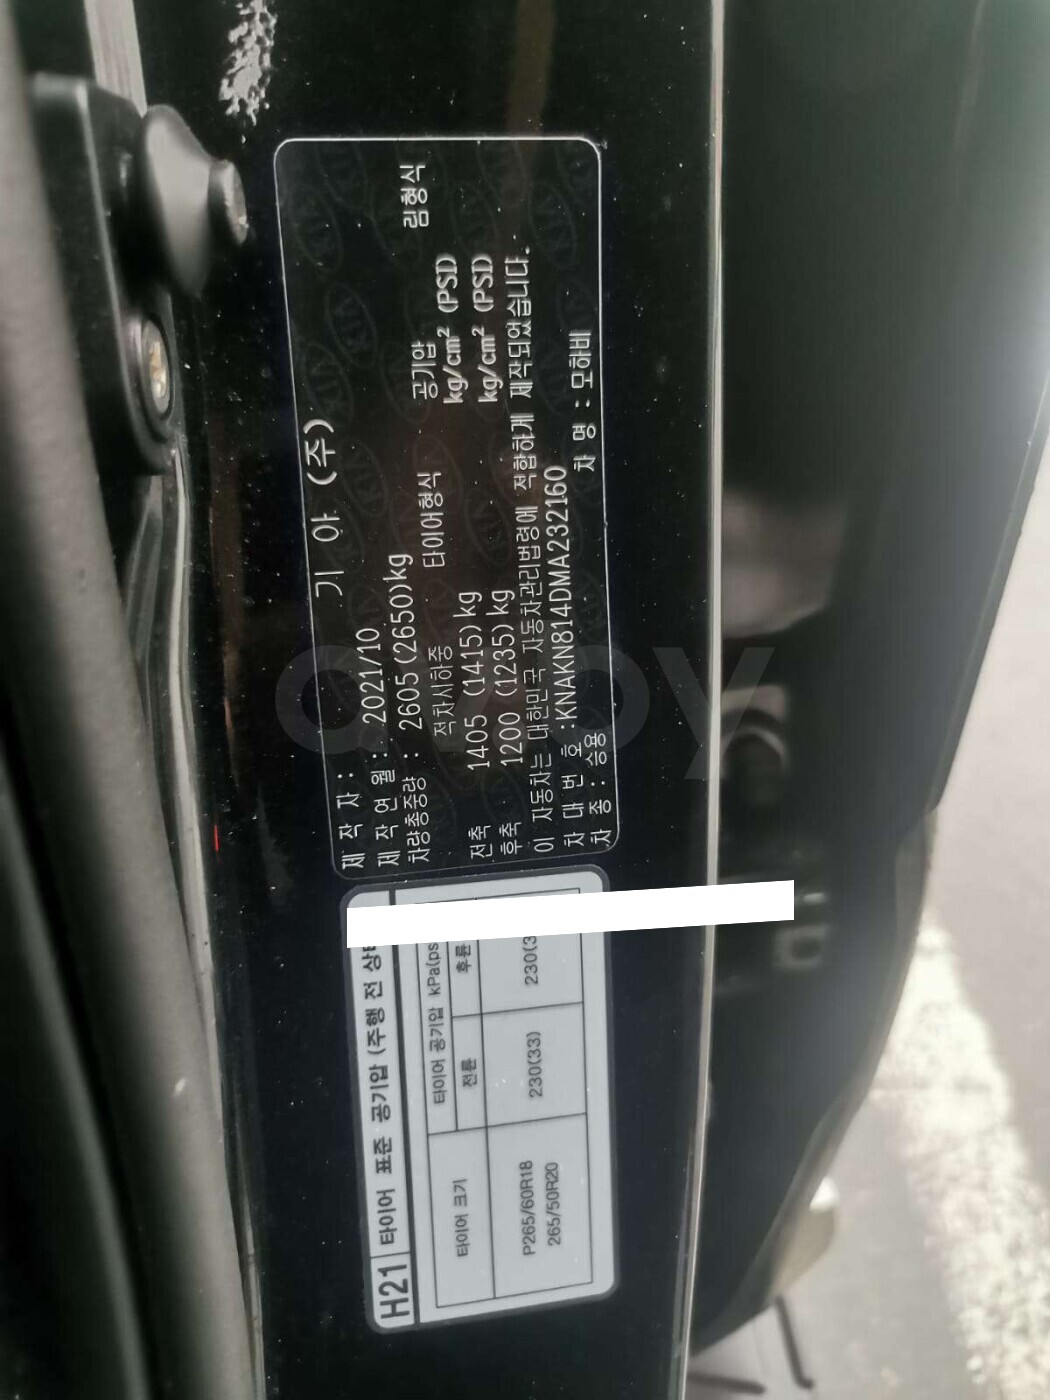 제 작 자 : 기 아 (주)
제 작 연 월 : 2021/10
차량총중량 : 2605(2650)kg
적차시하중 타이어형식 공기압 림형식
전축 1405 (1415)kg kg/cm² (PSI)
후축 1200 (1235)kg kg/cm² (PSI)
이 자동차는 대한민국 자동차관리법령에 적합하게 제작되었습니다.
차 대 번 호 :KNAKN814DMA232160
차 종 : 승용 차 명 : 모하비
H21 타이어 표준 공기압 (주행 전
타이어 크기 타이어 공기압 kPa(ps
전륜 후륜
P265/60R18 230(33) 230(3
265/50R20
avby